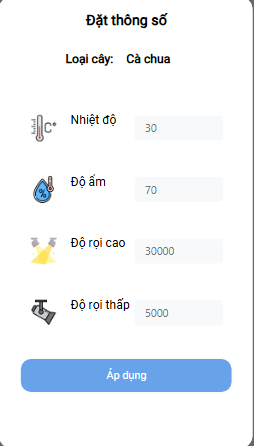 Đặt thông số
Loại cây: Cà chua
Nhiệt độ
C°
30
Độ ẩm
%
70
Độ rọi cao
30000
Độ rọi thấp
5000
Áp dụng